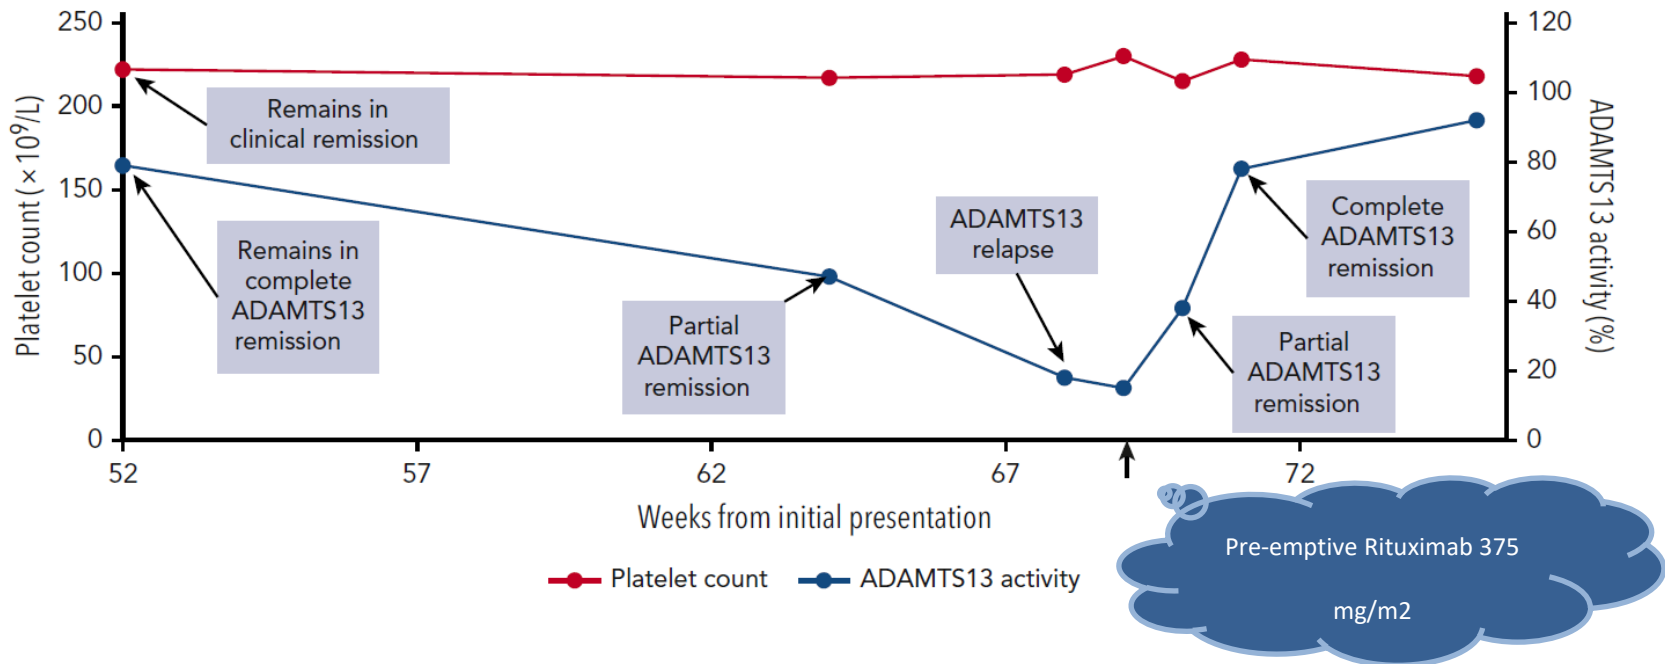 250
200
150
100
50
0
Platelet count (× 10⁹/L)
120
100
80
60
40
20
0
ADAMTS13 activity (%)
Remains in
clinical remission
Remains in
complete
ADAMTS13
remission
Partial
ADAMTS13
remission
ADAMTS13
relapse
Partial
ADAMTS13
remission
Complete
ADAMTS13
remission
52
57
62
67
72
Weeks from initial presentation
Platelet count
ADAMTS13 activity
Pre-emptive Rituximab 375
mg/m2